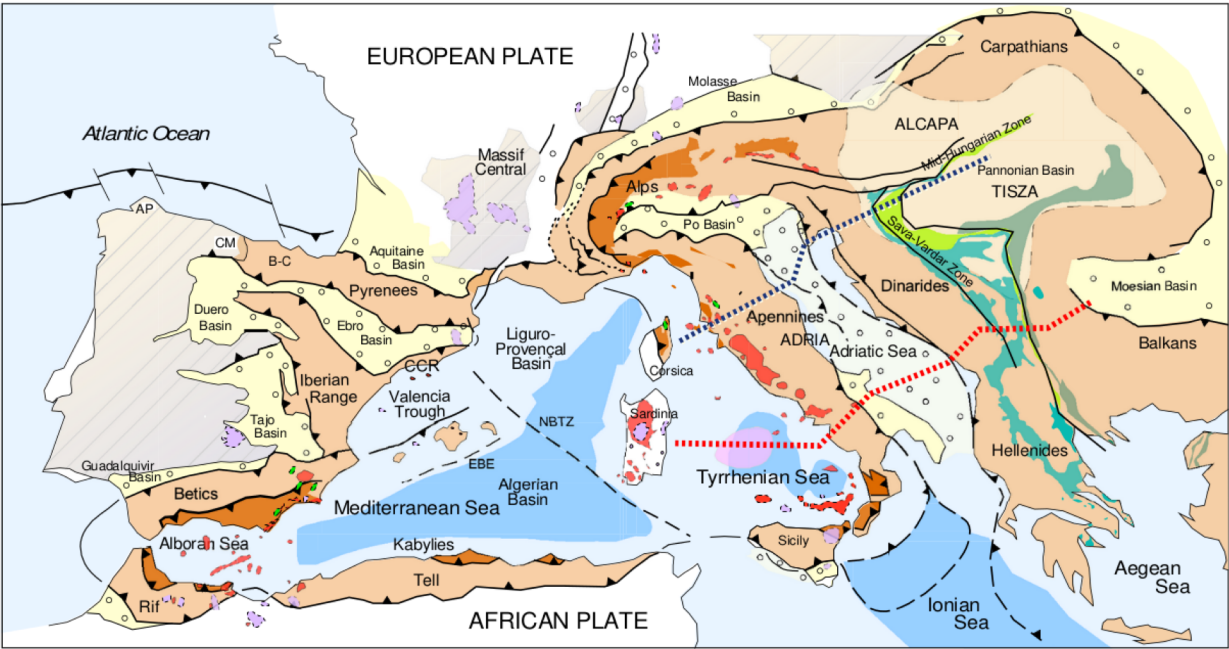 EUROPEAN PLATE
Carpathians
Molasse
Basin
Atlantic Ocean
ALCAPA
Mid-Hungarian Zone
Massif
Central
Pannonian Basin
TISZA
Alps
AP
Po Basin
CM
B-C
Aquitaine
Basin
Sava-Vardar Zone
Pyrenees
Dinarides
Moesian Basin
Duero
Basin
Ebro
Basin
Apennines
Liguro-
Provençal
Basin
ADRIA
Adriatic Sea
Balkans
CCR
Corsica
Iberian
Range
Valencia
Trough
Sardinia
Tajo
Basin
NBTZ
Hellenides
Guadalquivir
Basin
EBE
Tyrrhenian Sea
Betics
Algerian
Basin
Mediterranean Sea
Alboran Sea
Kabylies
Sicily
Tell
Aegean
Sea
Rif
Ionian
Sea
AFRICAN PLATE